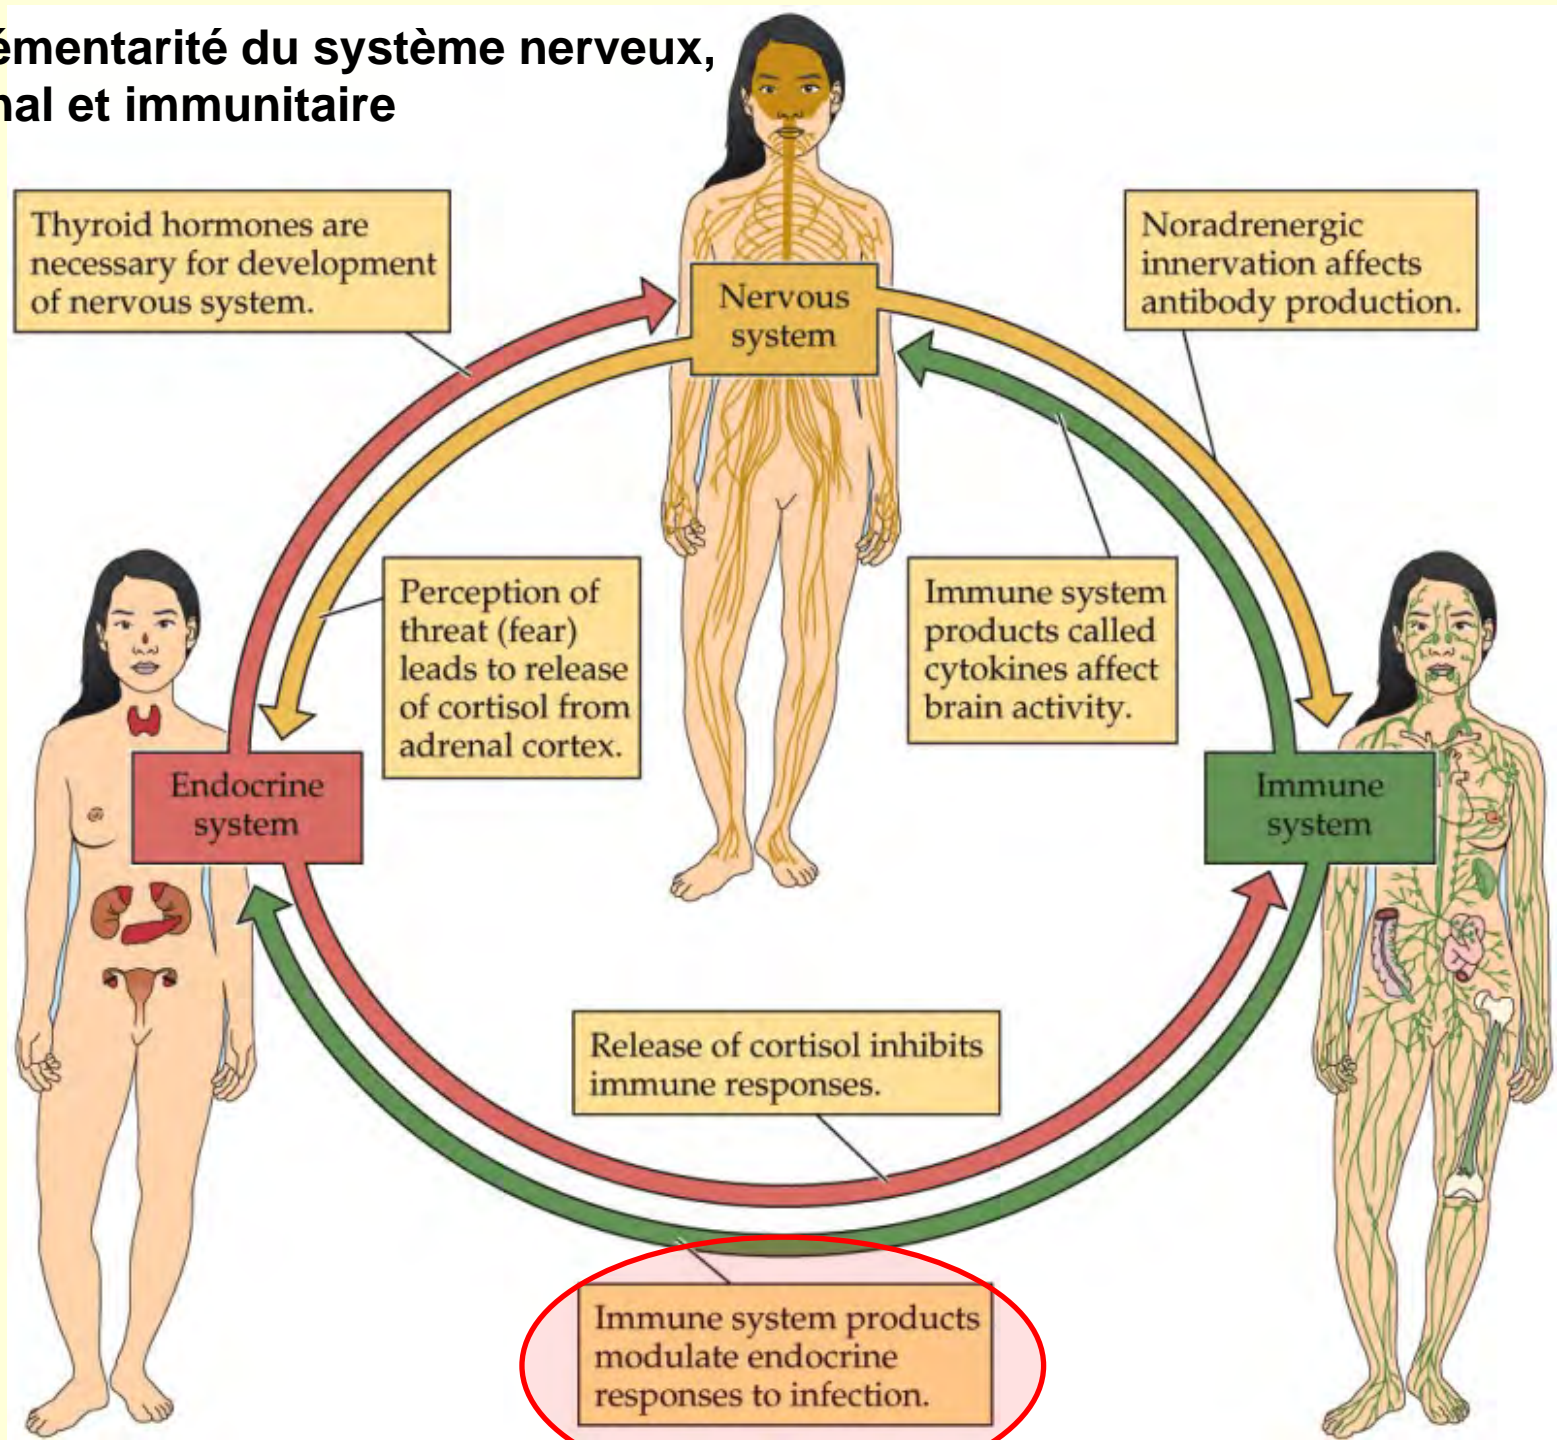 émentarité du système nerveux,
nal et immunitaire
Thyroid hormones are
necessary for development
of nervous system.
Nervous
system
Noradrenergic
innervation affects
antibody production.
Perception of
threat (fear)
leads to release
of cortisol from
adrenal cortex.
Immune system
products called
cytokines affect
brain activity.
Endocrine
system
Immune
system
Release of cortisol inhibits
immune responses.
Immune system products
modulate endocrine
responses to infection.